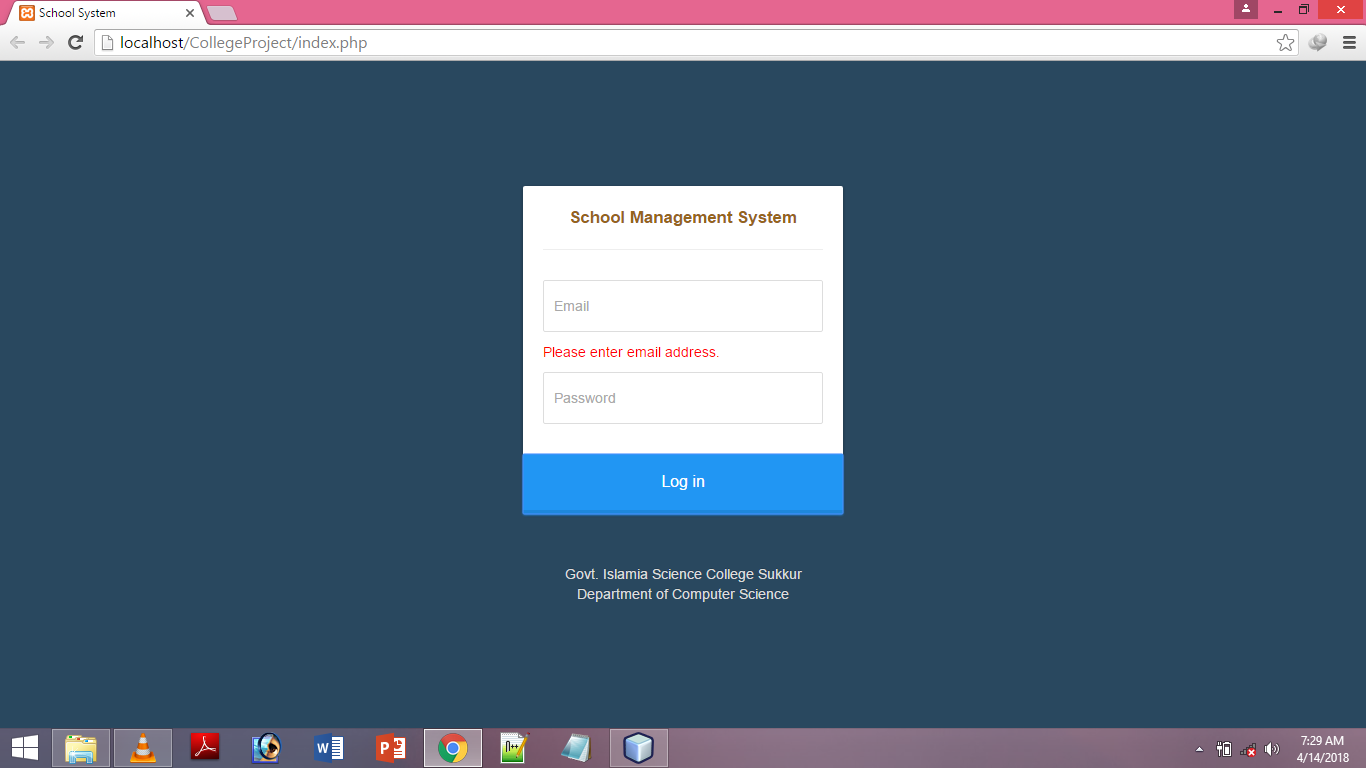 School System
localhost/CollegeProject/index.php
School Management System
Email
Please enter email address.
Password
Log in
Govt. Islamia Science College Sukkur
Department of Computer Science
7:29 AM
4/14/2018